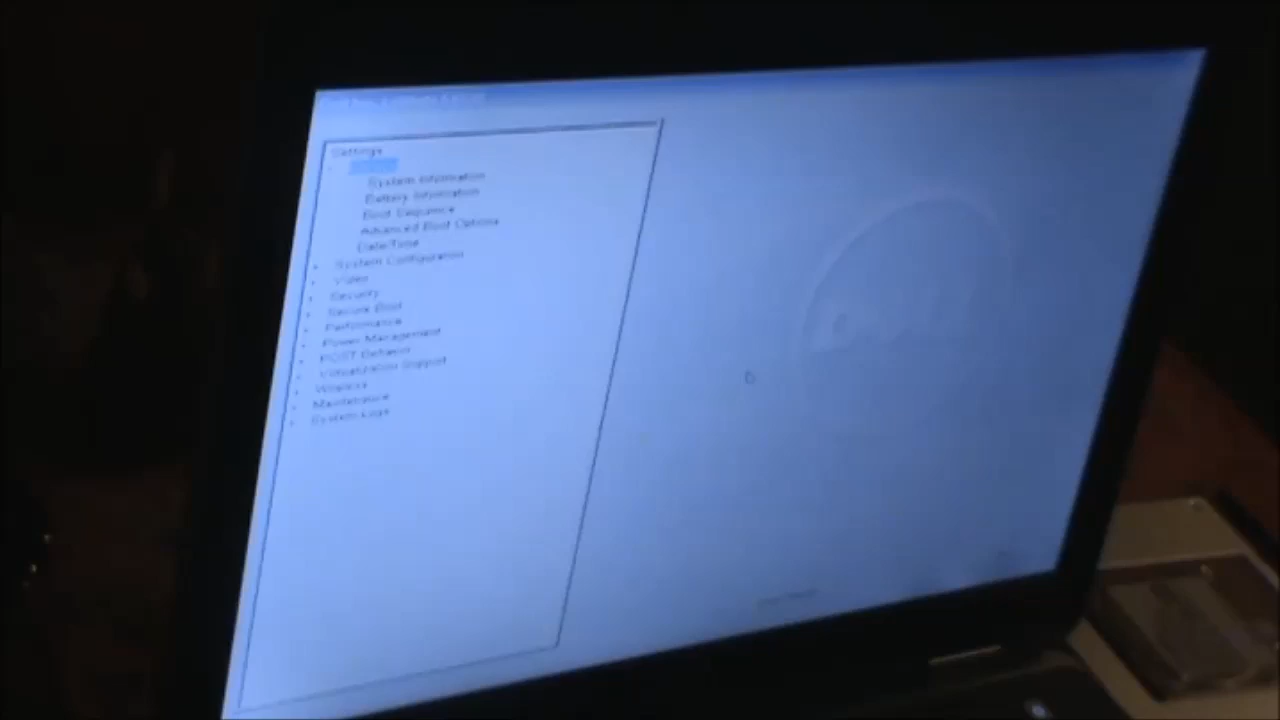 Settings
System Information
Battery Information
Boot Sequence
Advanced Boot Options
Date/Time
System Configuration
Video
Security
Secure Boot
Performance
Power Management
POST Behavior
Virtualization Support
Wireless
Maintenance
System Logs
DELL